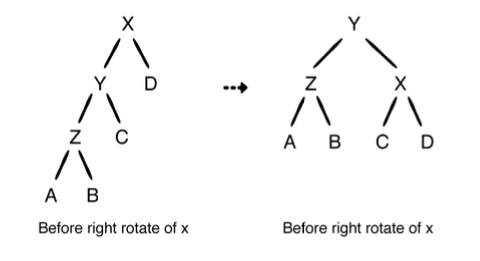 X
Y
Y D
Z X
Z C
A B C D
A B
Before right rotate of x
Before right rotate of x